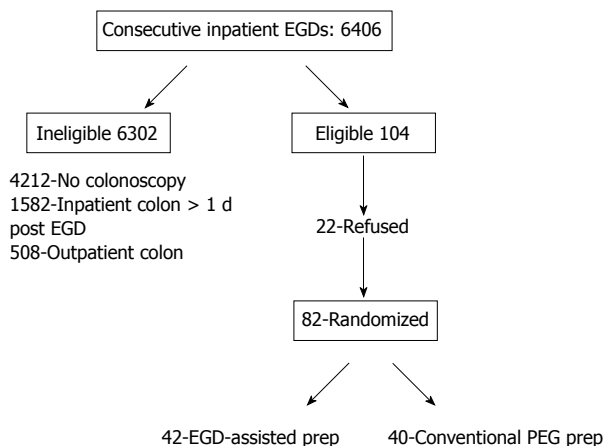 Consecutive inpatient EGDs: 6406
Ineligible 6302
Eligible 104
4212-No colonoscopy
1582-Inpatient colon > 1 d
post EGD
508-Outpatient colon
22-Refused
82-Randomized
42-EGD-assisted prep
40-Conventional PEG prep